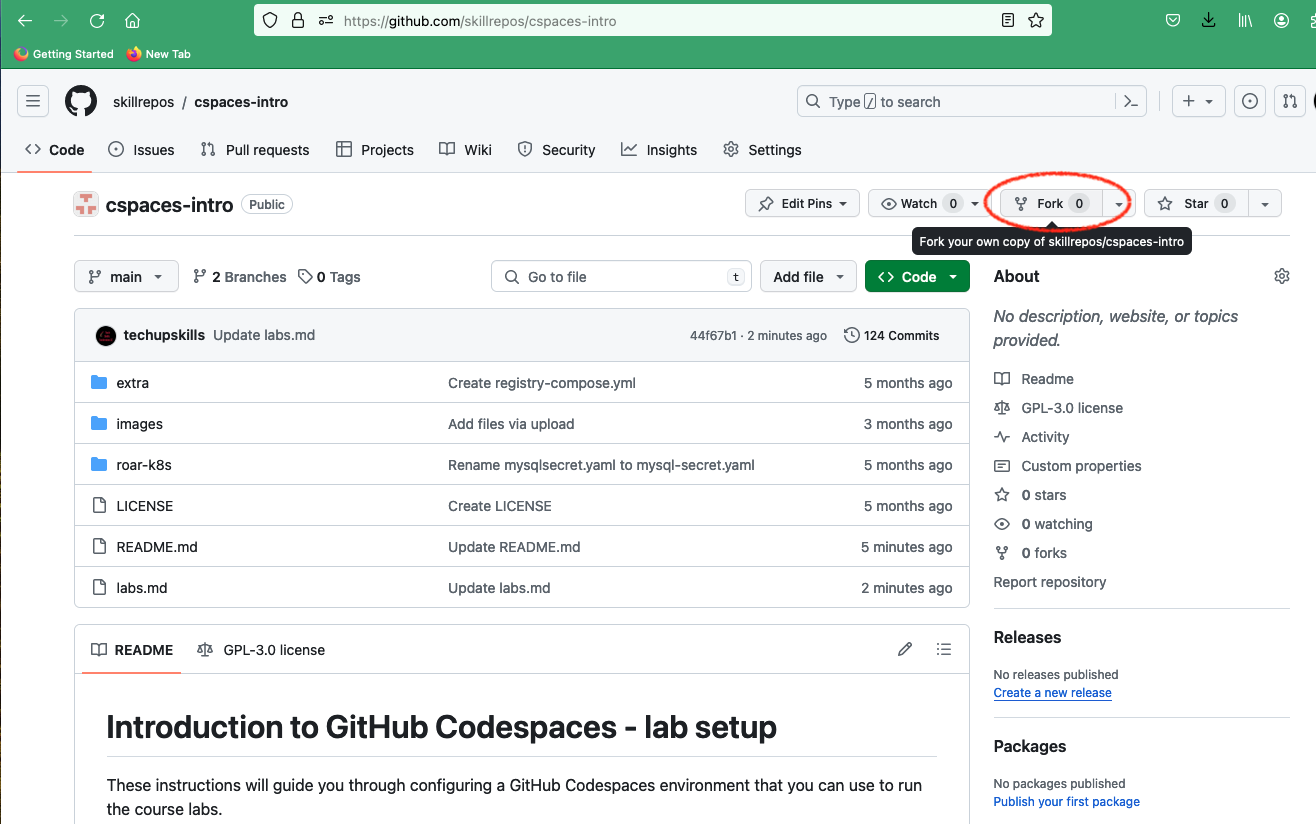 https://github.com/skillrepos/cspaces-intro
Getting Started New Tab
skillrepos / cspaces-intro
Type / to search
Code Issues Pull requests Projects Wiki Security Insights Settings
cspaces-intro Public
Edit Pins Watch 0 Fork 0 Star 0
Fork your own copy of skillrepos/cspaces-intro
main 2 Branches 0 Tags Go to file t Add file Code
About
No description, website, or topics
provided.
techupskills Update labs.md 44f67b1 · 2 minutes ago 124 Commits
extra Create registry-compose.yml 5 months ago
images Add files via upload 3 months ago
roar-k8s Rename mysqlsecret.yaml to mysql-secret.yaml 5 months ago
LICENSE Create LICENSE 5 months ago
README.md Update README.md 5 minutes ago
labs.md Update labs.md 2 minutes ago
Readme
GPL-3.0 license
Activity
Custom properties
0 stars
0 watching
0 forks
Report repository
Releases
No releases published
Create a new release
Packages
No packages published
Publish your first package
README GPL-3.0 license
Introduction to GitHub Codespaces - lab setup
These instructions will guide you through configuring a GitHub Codespaces environment that you can use to run
the course labs.